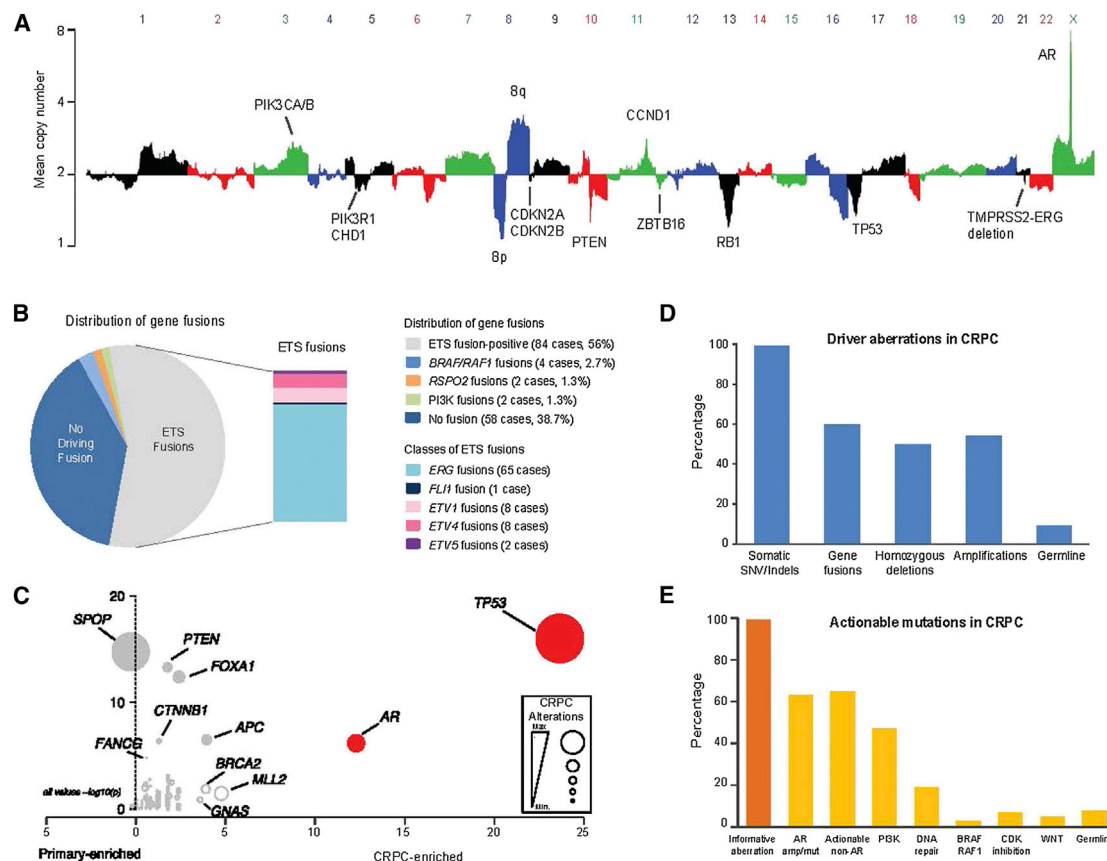 A
1 2 3 4 5 6 7 8 9 10 11 12 13 14 15 16 17 18 19 20 21 22 X
Mean copy number
8
4
2
1
PIK3CA/B
8q
CCND1
AR
PIK3R1
CHD1
8p
CDKN2A
CDKN2B
PTEN
ZBTB16
RB1
TP53
TMPRSS2-ERG
deletion
B
Distribution of gene fusions
No
Driving
Fusion
ETS
Fusions
ETS fusions
Distribution of gene fusions
ETS fusion-positive (84 cases, 56%)
BRAF/RAF1 fusions (4 cases, 2.7%)
RSPO2 fusions (2 cases, 1.3%)
PI3K fusions (2 cases, 1.3%)
No fusion (58 cases, 38.7%)
Classes of ETS fusions
ERG fusions (65 cases)
FLI1 fusion (1 case)
ETV1 fusions (8 cases)
ETV4 fusions (8 cases)
ETV5 fusions (2 cases)
C
20
10
0
all values -log10(p)
SPOP
PTEN
FOXA1
CTNNB1
FANCG
APC
BRCA2
MLL2
GNAS
AR
TP53
CRPC
Alterations
Max
Min.
5 0 5 10 15 20 25
Primary-enriched
CRPC-enriched
D
Driver aberrations in CRPC
Percentage
100
80
60
40
20
0
Somatic
SNV/Indels
Gene
fusions
Homozygous
deletions
Amplifications
Germline
E
Actionable mutations in CRPC
Percentage
100
80
60
40
20
0
Informative
aberration
AR
amp/mut
Actionable
non-AR
PI3K
DNA
repair
BRAF
RAF1
CDK
inhibition
WNT
Germline